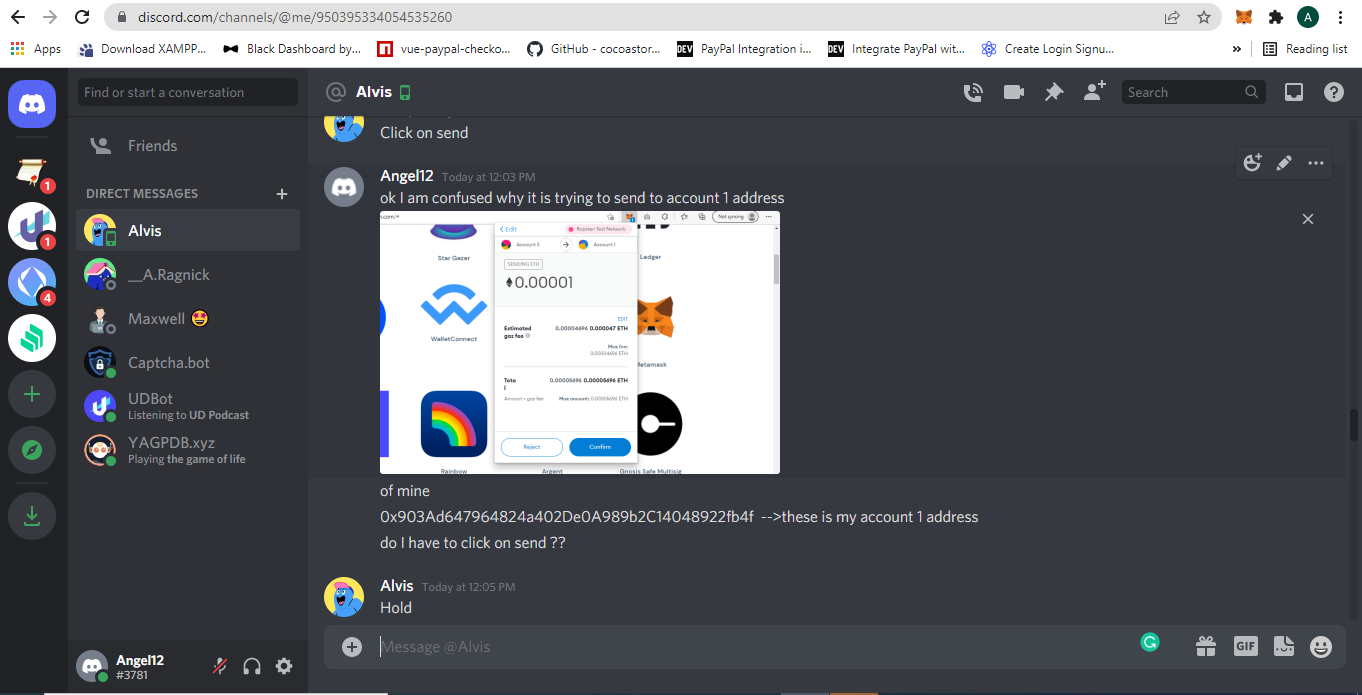 discord.com/channels/@me/950395334054535260
A
Apps
Download XAMPP...
Black Dashboard by...
vue-paypal-checko...
GitHub - cocoastor...
DEV
PayPal Integration i...
DEV
Integrate PayPal wit...
Create Login Signu...
»
Reading list
Find or start a conversation
@ Alvis
Search
Click on send
1
Friends
DIRECT MESSAGES
1
Alvis
4
__A.Ragnick
Maxwell 🤩
Captcha.bot
UDBot
Listening to UD Podcast
YAGPDB.xyz
Playing the game of life
Angel12 Today at 12:03 PM
ok I am confused why it is trying to send to account 1 address
Not syncing
< Edit
Ropsten Test Network
Account 5
Account 1
Star Gazer
Ledger
SENDING ETH
0.00001
EDIT
Estimated
gas fee
0.00004696 0.000047 ETH
WalletConnect
Max fee:
0.00004696 ETH
Metamask
Tota
l
0.00005696 0.00005696 ETH
Amount + gas fee
Max amount: 0.00005696 ETH
Reject
Confirm
Rainbow
Argent
Gnosis Safe Multisig
of mine
0x903Ad647964824a402De0A989b2C14048922fb4f -->these is my account 1 address
do I have to click on send ??
Alvis Today at 12:05 PM
Hold
Message @Alvis
GIF
Angel12
#3781